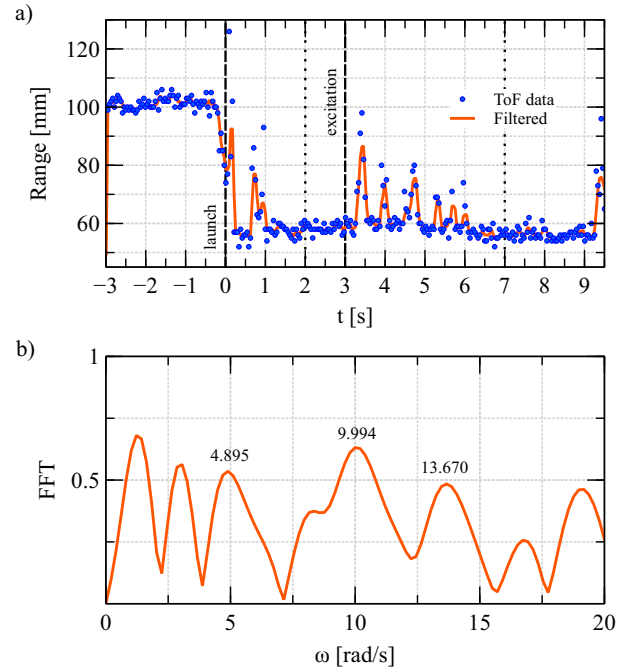 a)
120
100
80
60
Range [mm]
launch
excitation
ToF data
Filtered
−3 −2 −1 0 1 2 3 4 5 6 7 8 9
t [s]
b)
1
0.5
0
FFT
4.895
9.994
13.670
0 5 10 15 20
ω [rad/s]